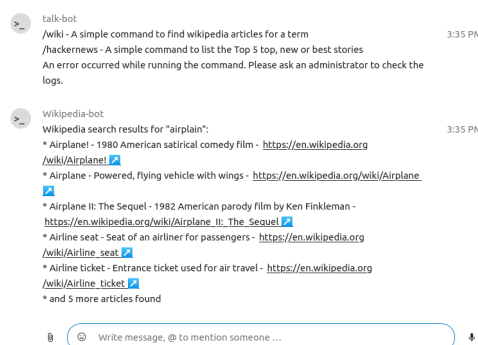 talk-bot
/wiki - A simple command to find wikipedia articles for a term 3:35 PM
/hackernews - A simple command to list the Top 5 top, new or best stories
An error occurred while running the command. Please ask an administrator to check the
logs.
Wikipedia-bot
Wikipedia search results for "airplain": 3:35 PM
* Airplane! - 1980 American satirical comedy film - https://en.wikipedia.org
/wiki/Airplane!
* Airplane - Powered, flying vehicle with wings - https://en.wikipedia.org/wiki/Airplane
* Airplane II: The Sequel - 1982 American parody film by Ken Finkleman -
https://en.wikipedia.org/wiki/Airplane_II:_The_Sequel
* Airline seat - Seat of an airliner for passengers - https://en.wikipedia.org
/wiki/Airline_seat
* Airline ticket - Entrance ticket used for air travel - https://en.wikipedia.org
/wiki/Airline_ticket
* and 5 more articles found
Write message, @ to mention someone …